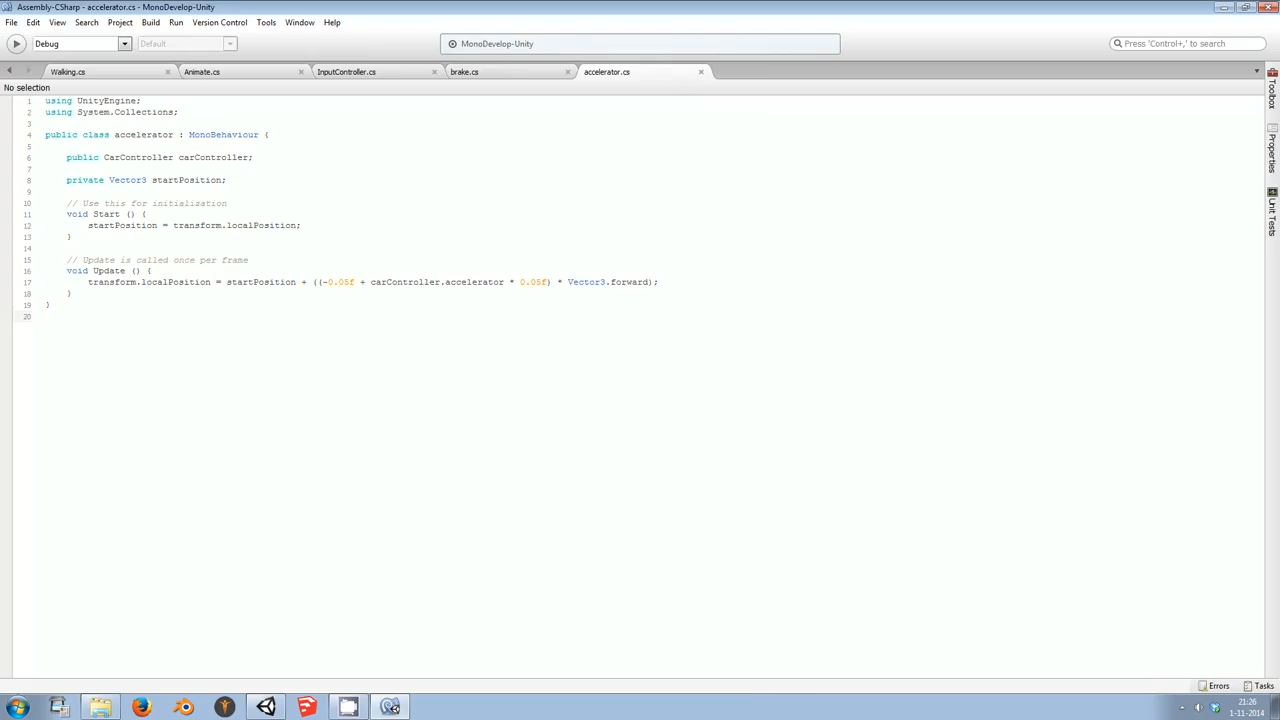 Assembly-CSharp - accelerator.cs - MonoDevelop-Unity
File Edit View Search Project Build Run Version Control Tools Window Help
Debug Default MonoDevelop-Unity Press 'Control+,' to search
Walking.cs Animate.cs InputController.cs brake.cs accelerator.cs
No selection
1 using UnityEngine;
2 using System.Collections;
3
4 public class accelerator : MonoBehaviour {
5
6 public CarController carController;
7
8 private Vector3 startPosition;
9
10 // Use this for initialization
11 void Start () {
12 startPosition = transform.localPosition;
13 }
14
15 // Update is called once per frame
16 void Update () {
17 transform.localPosition = startPosition + ((-0.05f + carController.accelerator * 0.05f) * Vector3.forward);
18 }
19 }
20
Toolbox
Properties
Unit Tests
Errors Tasks
21:26
1-11-2014